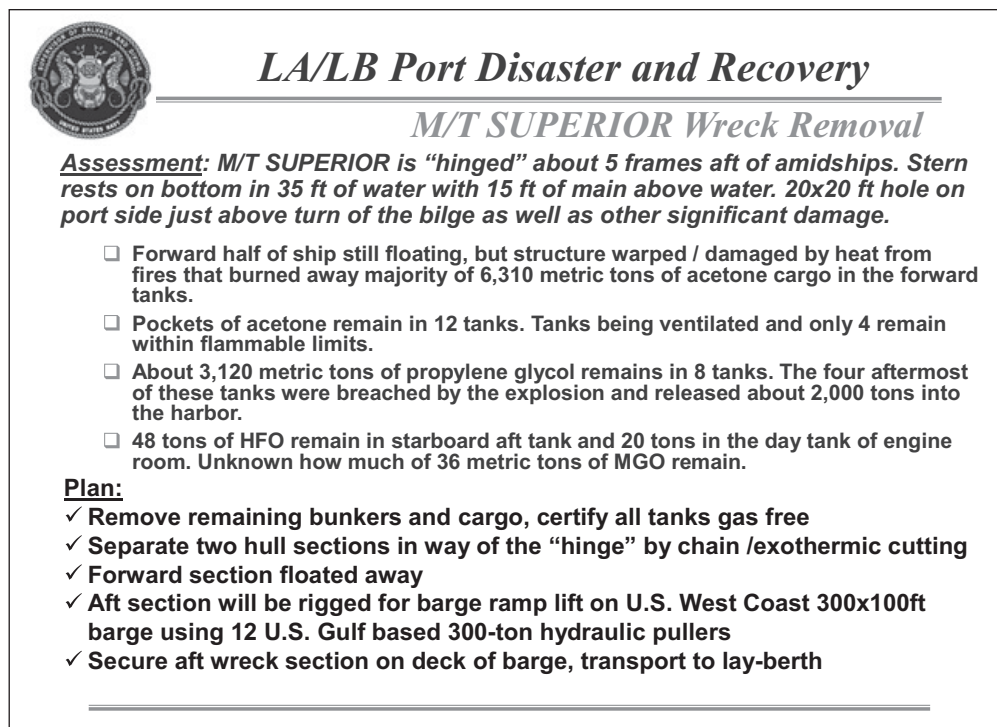 SUPERVISOR OF SALVAGE AND DIVING
UNITED STATES NAVY
LA/LB Port Disaster and Recovery
M/T SUPERIOR Wreck Removal
Assessment: M/T SUPERIOR is “hinged” about 5 frames aft of amidships. Stern
rests on bottom in 35 ft of water with 15 ft of main above water. 20x20 ft hole on
port side just above turn of the bilge as well as other significant damage.
❑ Forward half of ship still floating, but structure warped / damaged by heat from
fires that burned away majority of 6,310 metric tons of acetone cargo in the forward
tanks.
❑ Pockets of acetone remain in 12 tanks. Tanks being ventilated and only 4 remain
within flammable limits.
❑ About 3,120 metric tons of propylene glycol remains in 8 tanks. The four aftermost
of these tanks were breached by the explosion and released about 2,000 tons into
the harbor.
❑ 48 tons of HFO remain in starboard aft tank and 20 tons in the day tank of engine
room. Unknown how much of 36 metric tons of MGO remain.
Plan:
✓ Remove remaining bunkers and cargo, certify all tanks gas free
✓ Separate two hull sections in way of the “hinge” by chain /exothermic cutting
✓ Forward section floated away
✓ Aft section will be rigged for barge ramp lift on U.S. West Coast 300x100ft
barge using 12 U.S. Gulf based 300-ton hydraulic pullers
✓ Secure aft wreck section on deck of barge, transport to lay-berth